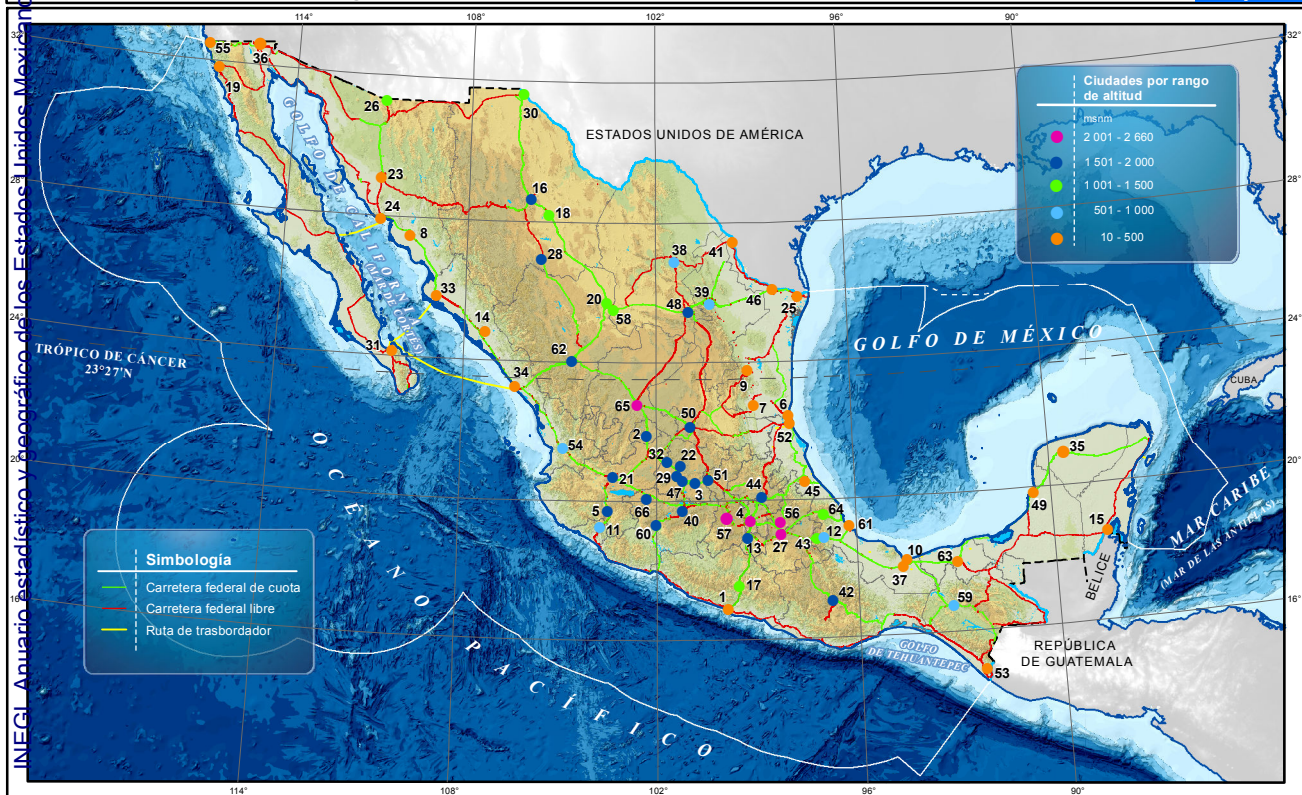 INEGI. Anuario estadístico y geográfico de los Estados Unidos Mexicanos
114° 108° 102° 96° 90°
32° 32°
28° 28°
24° 24°
20° 20°
16° 16°
114° 108° 102° 96° 90°
Ciudades por rango
de altitud
msnm
2 001 - 2 660
1 501 - 2 000
1 001 - 1 500
501 - 1 000
10 - 500
ESTADOS UNIDOS DE AMÉRICA
GOLFO DE CALIFORNIA
(MAR DE CORTÉS)
GOLFO DE MÉXICO
TRÓPICO DE CÁNCER
23°27'N
CUBA
MAR CARIBE
(MAR DE LAS ANTILLAS)
BELICE
REPÚBLICA
DE GUATEMALA
GOLFO
DE TEHUANTEPEC
OCÉANO PACÍFICO
Simbología
Carretera federal de cuota
Carretera federal libre
Ruta de trasbordador
55
36
19
26
30
23
24
8
16
18
28
38
41
39
48
46
25
33
20
58
14
31
62
34
9
7
6
52
65
50
2
54
32
22
29
47
3
51
44
45
21
5
11
66
60
40
57
4
56
27
13
64
12
43
61
17
1
42
10
37
63
59
53
49
35
15